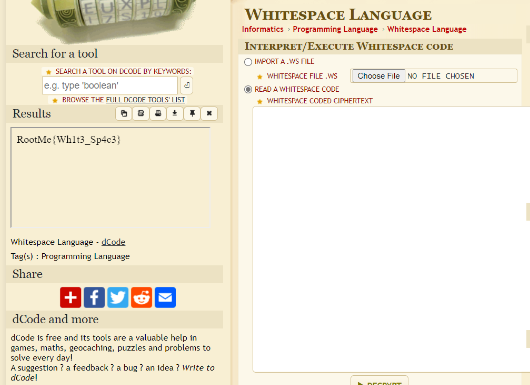 EUXPL
Search for a tool
SEARCH A TOOL ON DCODE BY KEYWORDS:
e.g. type 'boolean'
BROWSE THE FULL DCODE TOOLS' LIST
Results
RootMe{Wh1t3_Sp4c3}
Whitespace Language - dCode
Tag(s) : Programming Language
Share
dCode and more
dCode is free and its tools are a valuable help in
games, maths, geocaching, puzzles and problems to
solve every day!
A suggestion ? a feedback ? a bug ? an idea ? Write to
dCode!
Whitespace Language
Informatics › Programming Language › Whitespace Language
Interpret/Execute Whitespace code
IMPORT A .WS FILE
WHITESPACE FILE .WS Choose File NO FILE CHOSEN
READ A WHITESPACE CODE
WHITESPACE CODED CIPHERTEXT
DECRYPT